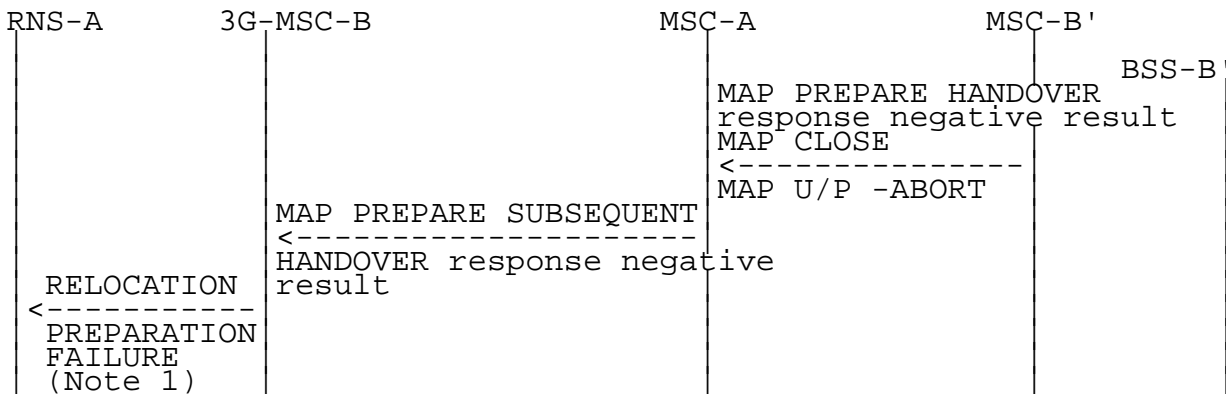 RNS-A 3G-MSC-B MSC-A MSC-B'
BSS-B'
MAP PREPARE HANDOVER
response negative result
MAP CLOSE
MAP U/P -ABORT
MAP PREPARE SUBSEQUENT
HANDOVER response negative
result
RELOCATION
PREPARATION
FAILURE
(Note 1)